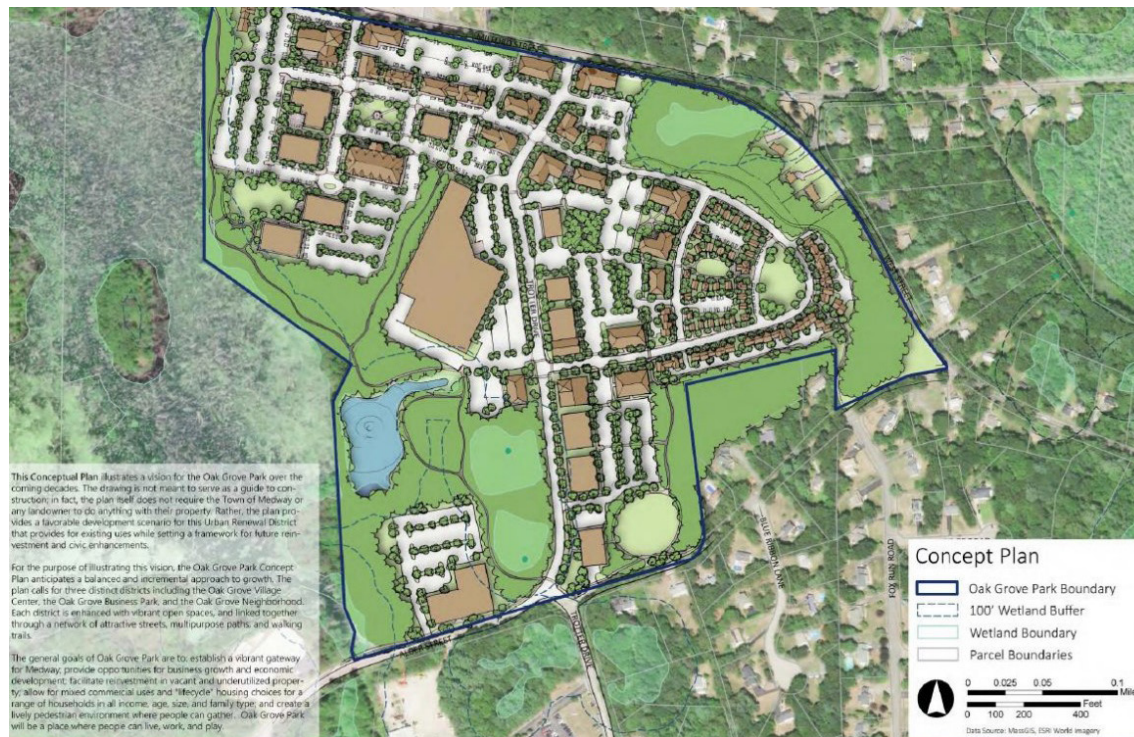 MILFORD STREET
TROTTER DRIVE
ALDER STREET
TROTTER DRIVE
BLUE RIBBON LANE
FOX RUN ROAD
This Conceptual Plan illustrates a vision for the Oak Grove Park over the
coming decades. The drawing is not meant to serve as a guide to con-
struction; in fact, the plan itself does not require the Town of Medway or
any landowner to do anything with their property. Rather, the plan pro-
vides a favorable development scenario for this Urban Renewal District
that provides for existing uses while setting a framework for future rein-
vestment and civic enhancements.
For the purpose of illustrating this vision, the Oak Grove Park Concept
Plan anticipates a balanced and incremental approach to growth. The
plan calls for three distinct districts including the Oak Grove Village
Center, the Oak Grove Business Park, and the Oak Grove Neighborhood.
Each district is enhanced with vibrant open spaces, and linked together
through a network of attractive streets, multipurpose paths, and walking
trails.
The general goals of Oak Grove Park are to: establish a vibrant gateway
for Medway; provide opportunities for business growth and economic
development; facilitate reinvestment in vacant and underutilized proper-
ty; allow for mixed commercial uses and "lifecycle" housing choices for a
range of households in all income, age, size, and family type; and create a
lively pedestrian environment where people can gather. Oak Grove Park
will be a place where people can live, work, and play.
Concept Plan
Oak Grove Park Boundary
100' Wetland Buffer
Wetland Boundary
Parcel Boundaries
0 0.025 0.05 0.1
Mile
Feet
0 100 200 400
Data Source: MassGIS, ESRI World Imagery